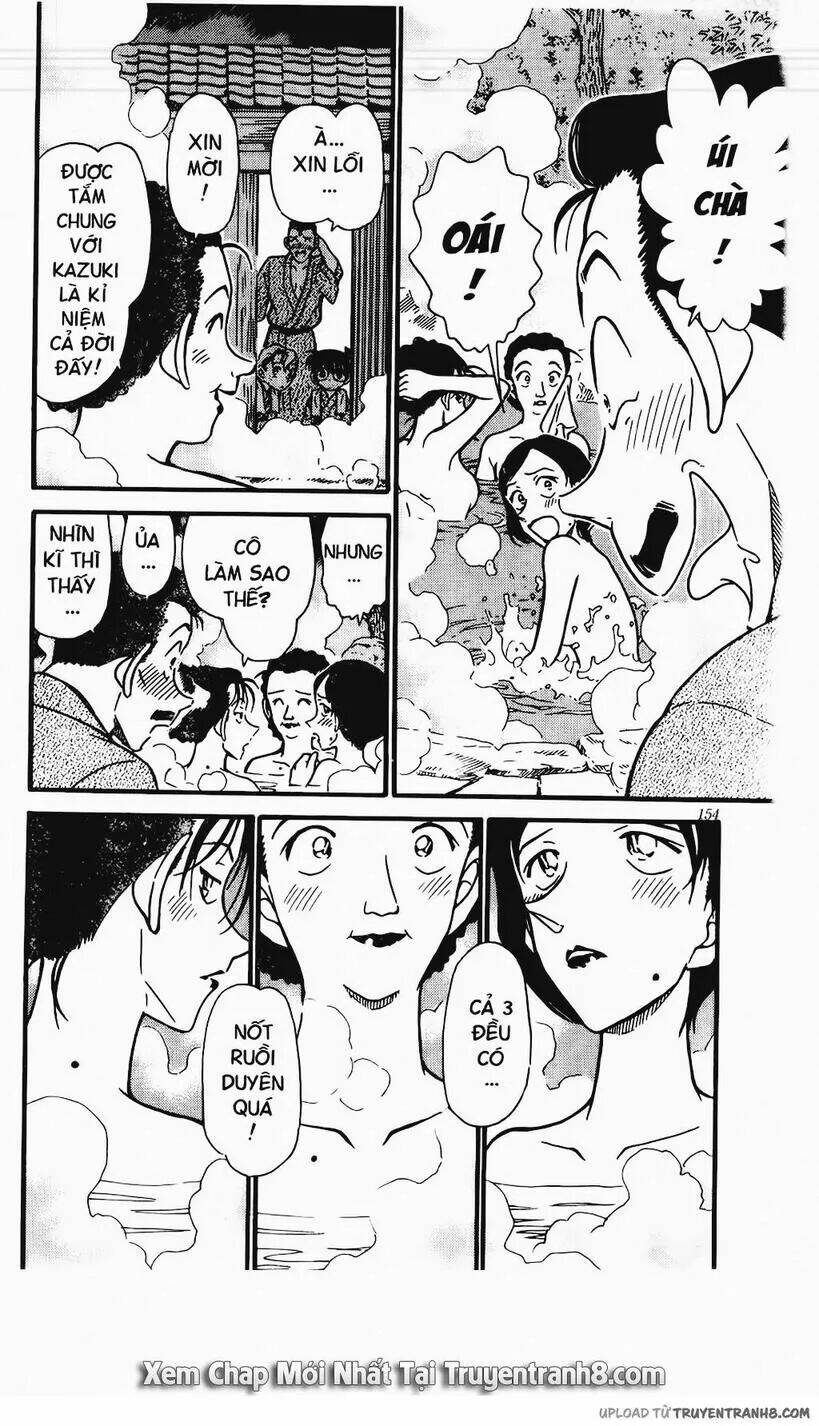 ÚI
CHÀ
!
OÁI
!
À...
XIN LỖI
...
XIN
MỜI
!
ĐƯỢC
TẮM
CHUNG
VỚI
KAZUKI
LÀ KỈ
NIỆM
CẢ ĐỜI
ĐẤY!
NHƯNG
...
CÔ
LÀM SAO
THẾ?
ỦA
...
NHÌN
KĨ THÌ
THẤY
...
154
CẢ 3
ĐỀU
CÓ
...
NỐT
RUỒI
DUYÊN
QUÁ
!
Xem Chap Mới Nhất Tại Truyentranh8.com
UPLOAD TỪ TRUYENTRANH8.COM